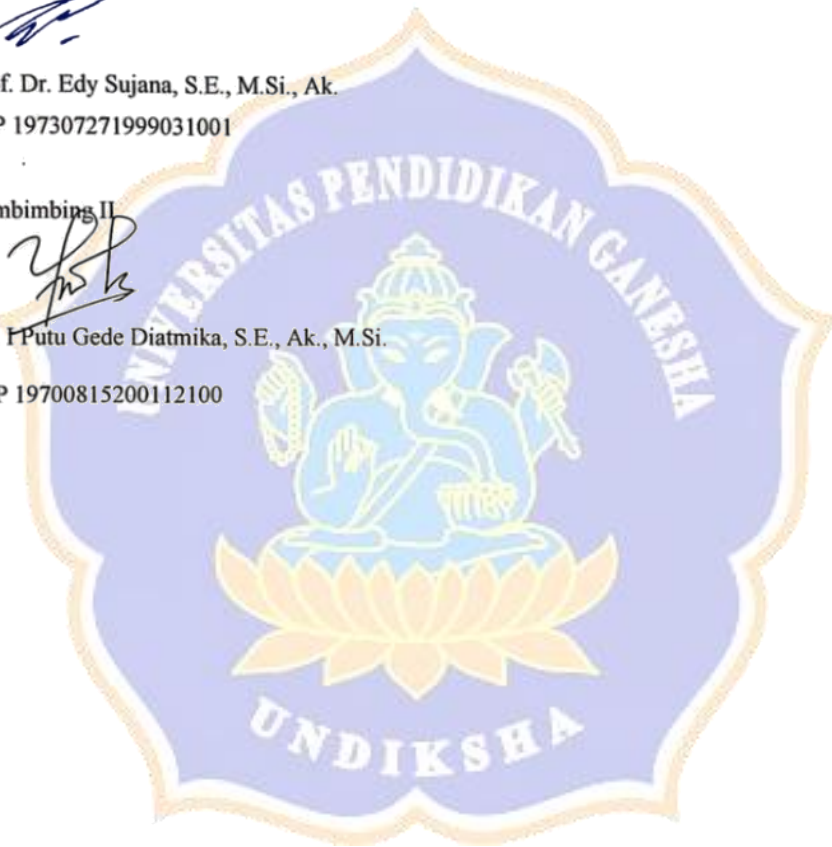 f. Dr. Edy Sujana, S.E., M.Si., Ak.
P 197307271999031001
mbimbing II
I Putu Gede Diatmika, S.E., Ak., M.Si.
P 19700815200112100
UNIVERSITAS PENDIDIKAN GANESHA
UNDIKSHA